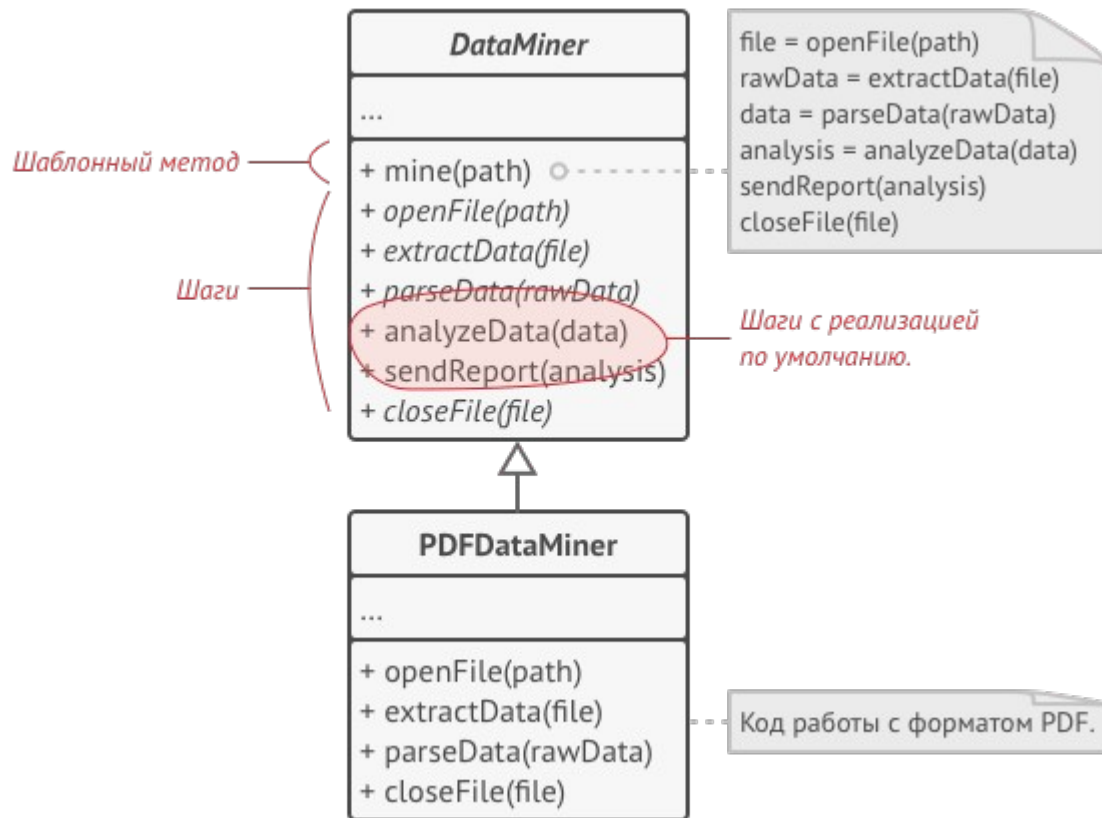 DataMiner
...
Шаблонный метод
+ mine(path)
+ openFile(path)
+ extractData(file)
+ parseData(rawData)
+ analyzeData(data)
+ sendReport(analysis)
+ closeFile(file)
Шаги
file = openFile(path)
rawData = extractData(file)
data = parseData(rawData)
analysis = analyzeData(data)
sendReport(analysis)
closeFile(file)
Шаги с реализацией
по умолчанию.
PDFDataMiner
...
+ openFile(path)
+ extractData(file)
+ parseData(rawData)
+ closeFile(file)
Код работы с форматом PDF.